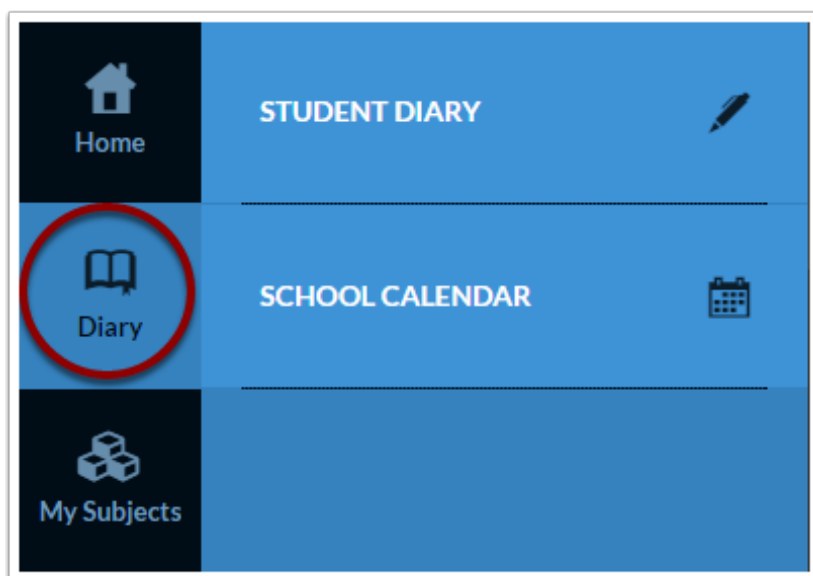 Home
STUDENT DIARY
Diary
SCHOOL CALENDAR
My Subjects